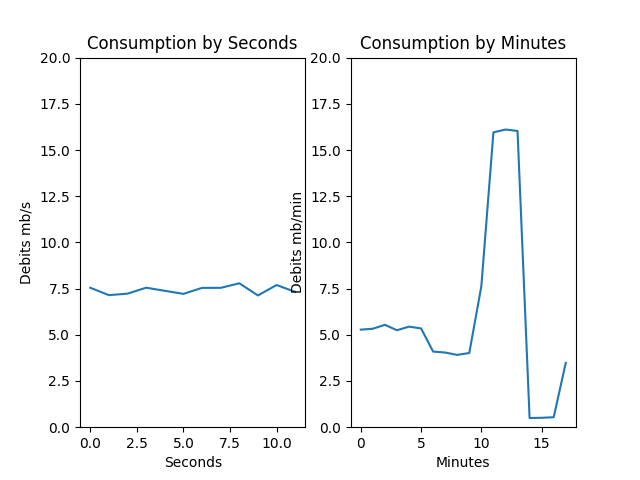 Consumption by Seconds
20.0
17.5
15.0
12.5
10.0
7.5
5.0
2.5
0.0
Debits mb/s
0.0 2.5 5.0 7.5 10.0
Seconds
Consumption by Minutes
20.0
17.5
15.0
12.5
10.0
7.5
5.0
2.5
0.0
Debits mb/min
0 5 10 15
Minutes